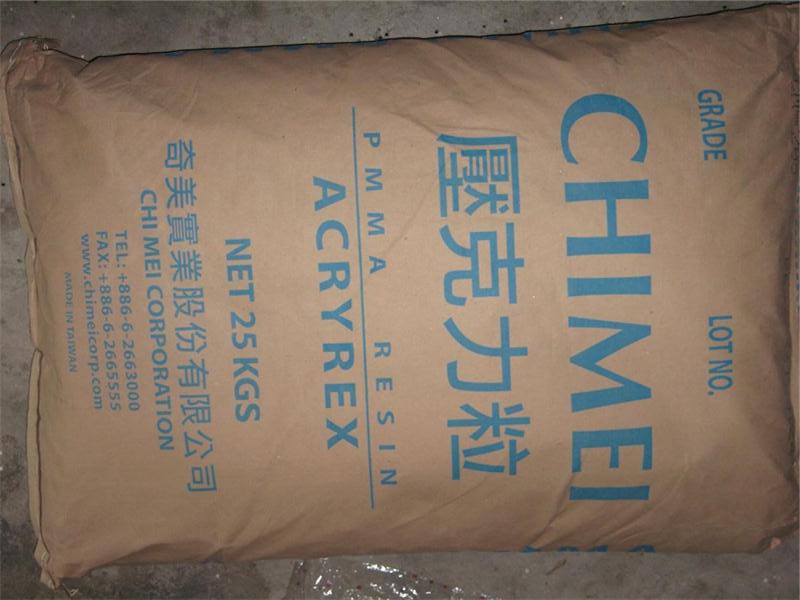 GRADE LOT NO.
CHIMEI
壓克力粒
PMMA RESIN
ACRYREX
NET 25 KGS
奇美實業股份有限公司
CHI MEI CORPORATION
TEL: +886-6-2663000
FAX: +886-6-2665555
www.chimeicorp.com
MADE IN TAIWAN